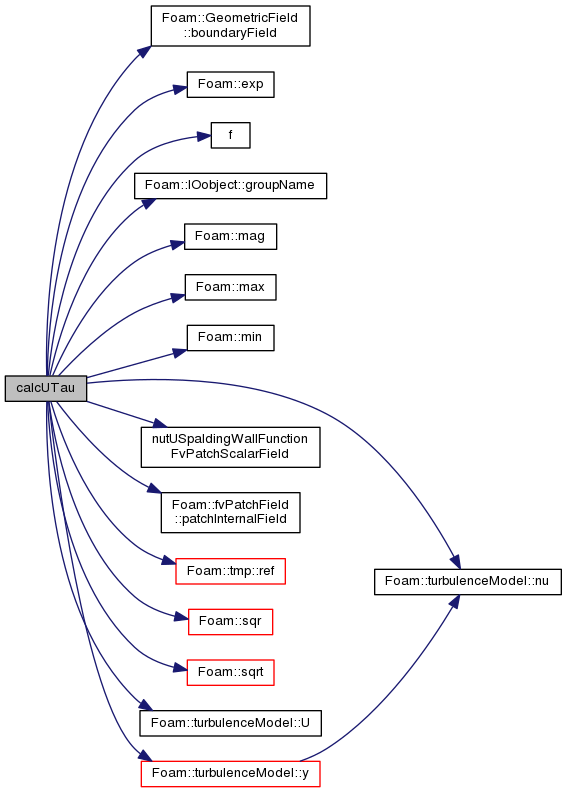 Foam::GeometricField
::boundaryField
Foam::exp
f
Foam::IOobject::groupName
Foam::mag
Foam::max
Foam::min
calcUTau
nutUSpaldingWallFunction
FvPatchScalarField
Foam::fvPatchField
::patchInternalField
Foam::tmp::ref
Foam::turbulenceModel::nu
Foam::sqr
Foam::sqrt
Foam::turbulenceModel::U
Foam::turbulenceModel::y